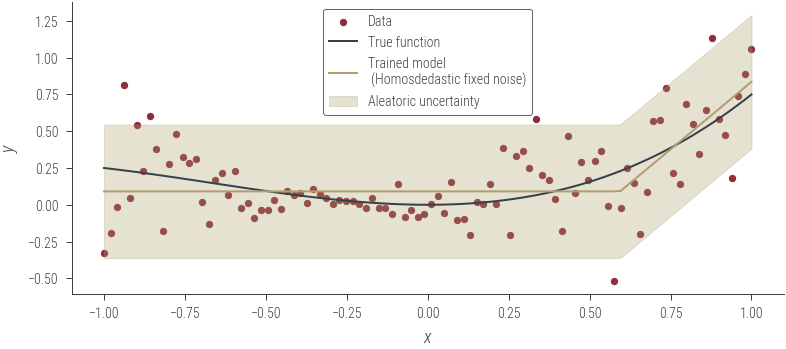 Data
True function
Trained model
(Homosdedastic fixed noise)
Aleatoric uncertainty
1.25
1.00
0.75
0.50
0.25
0.00
−0.25
−0.50
y
−1.00 −0.75 −0.50 −0.25 0.00 0.25 0.50 0.75 1.00
x